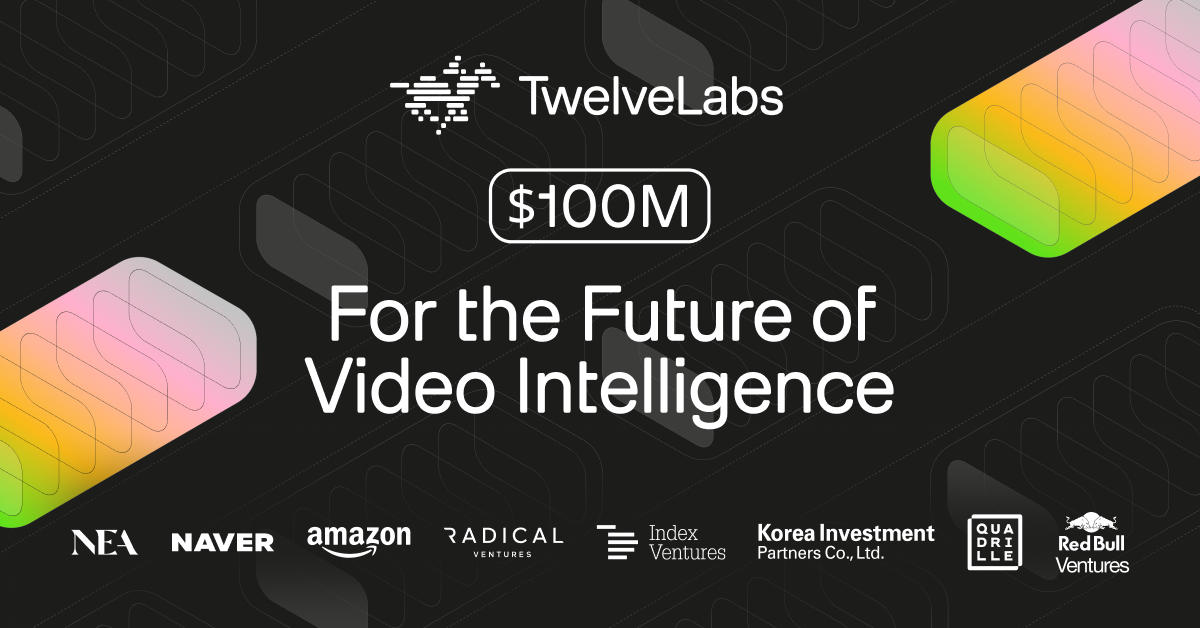 TwelveLabs
$100M
For the Future of
Video Intelligence
NEA
NAVER
amazon
RADICAL
VENTURES
Index
Ventures
Korea Investment
Partners Co., Ltd.
QUA
DRI
LLE
Red Bull
Ventures